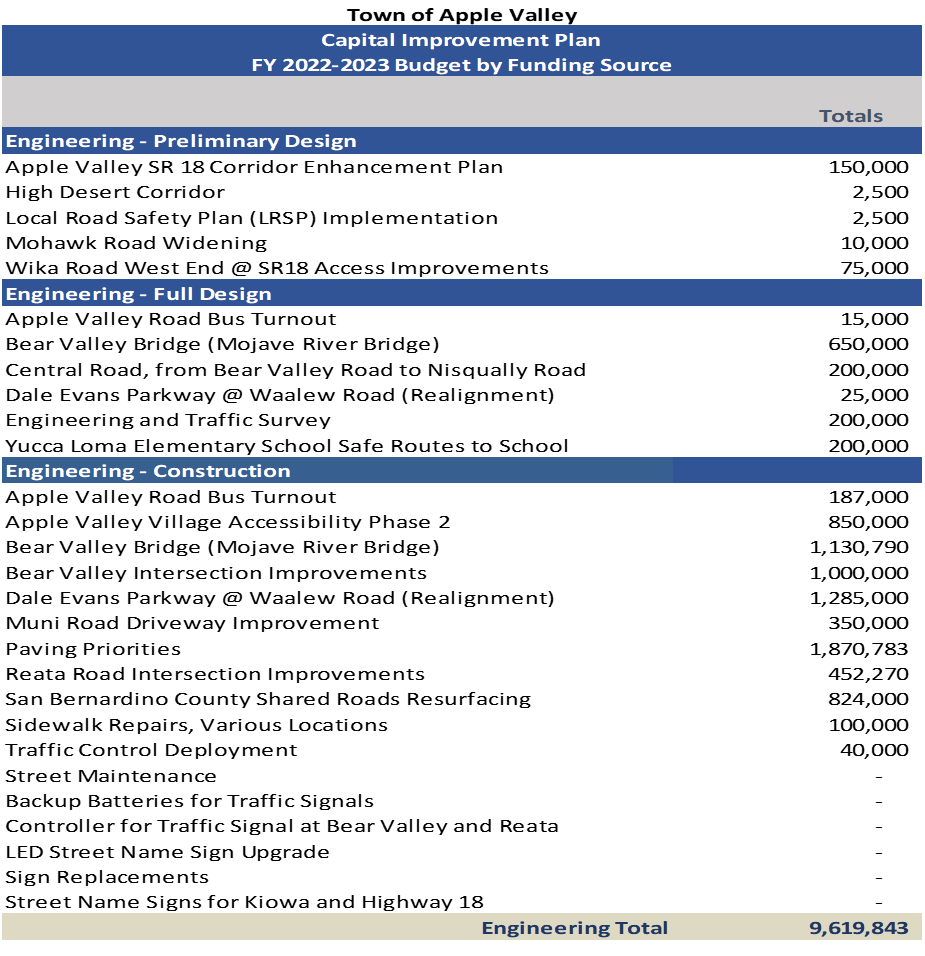 Town of Apple Valley
Capital Improvement Plan
FY 2022-2023 Budget by Funding Source
Totals
Engineering - Preliminary Design
Apple Valley SR 18 Corridor Enhancement Plan 150,000
High Desert Corridor 2,500
Local Road Safety Plan (LRSP) Implementation 2,500
Mohawk Road Widening 10,000
Wika Road West End @ SR18 Access Improvements 75,000
Engineering - Full Design
Apple Valley Road Bus Turnout 15,000
Bear Valley Bridge (Mojave River Bridge) 650,000
Central Road, from Bear Valley Road to Nisqually Road 200,000
Dale Evans Parkway @ Waalew Road (Realignment) 25,000
Engineering and Traffic Survey 200,000
Yucca Loma Elementary School Safe Routes to School 200,000
Engineering - Construction
Apple Valley Road Bus Turnout 187,000
Apple Valley Village Accessibility Phase 2 850,000
Bear Valley Bridge (Mojave River Bridge) 1,130,790
Bear Valley Intersection Improvements 1,000,000
Dale Evans Parkway @ Waalew Road (Realignment) 1,285,000
Muni Road Driveway Improvement 350,000
Paving Priorities 1,870,783
Reata Road Intersection Improvements 452,270
San Bernardino County Shared Roads Resurfacing 824,000
Sidewalk Repairs, Various Locations 100,000
Traffic Control Deployment 40,000
Street Maintenance -
Backup Batteries for Traffic Signals -
Controller for Traffic Signal at Bear Valley and Reata -
LED Street Name Sign Upgrade -
Sign Replacements -
Street Name Signs for Kiowa and Highway 18 -
Engineering Total 9,619,843